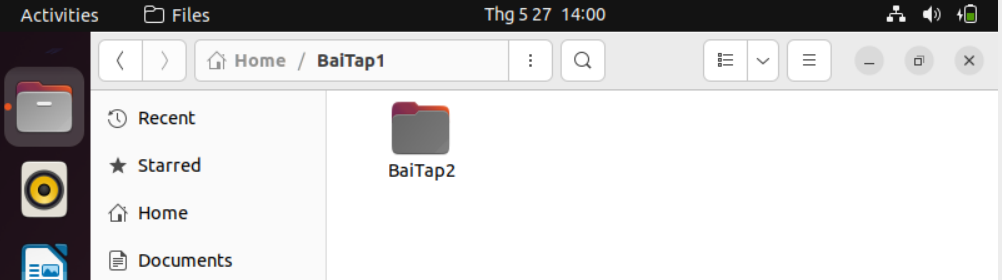 Activities Files Thg 5 27 14:00
Home / BaiTap1
Recent
BaiTap2
Starred
Home
Documents